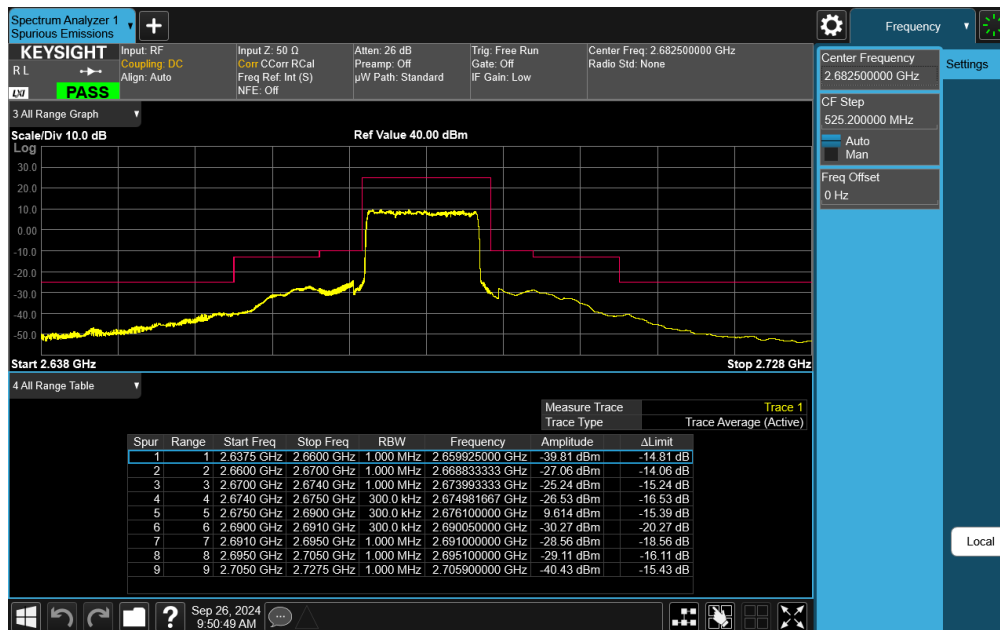 Spectrum Analyzer 1
Spurious Emissions
Frequency
KEYSIGHT
R L
LXI
PASS
Input: RF
Coupling: DC
Align: Auto
Input Z: 50 Ω
Corr CCorr RCal
Freq Ref: Int (S)
NFE: Off
Atten: 26 dB
Preamp: Off
µW Path: Standard
Trig: Free Run
Gate: Off
IF Gain: Low
Center Freq: 2.682500000 GHz
Radio Std: None
Center Frequency
2.682500000 GHz
Settings
CF Step
525.200000 MHz
Auto
Man
Freq Offset
0 Hz
3 All Range Graph
Scale/Div 10.0 dB
Ref Value 40.00 dBm
Log
30.0
20.0
10.0
0.00
-10.0
-20.0
-30.0
-40.0
-50.0
Start 2.638 GHz
Stop 2.728 GHz
4 All Range Table
Measure Trace Trace 1
Trace Type Trace Average (Active)
Spur Range Start Freq Stop Freq RBW Frequency Amplitude ΔLimit
1 1 2.6375 GHz 2.6600 GHz 1.000 MHz 2.659925000 GHz -39.81 dBm -14.81 dB
2 2 2.6600 GHz 2.6700 GHz 1.000 MHz 2.668833333 GHz -27.06 dBm -14.06 dB
3 3 2.6700 GHz 2.6740 GHz 1.000 MHz 2.673993333 GHz -25.24 dBm -15.24 dB
4 4 2.6740 GHz 2.6750 GHz 300.0 kHz 2.674981667 GHz -26.53 dBm -16.53 dB
5 5 2.6750 GHz 2.6900 GHz 300.0 kHz 2.676100000 GHz 9.614 dBm -15.39 dB
6 6 2.6900 GHz 2.6910 GHz 300.0 kHz 2.690050000 GHz -30.27 dBm -20.27 dB
7 7 2.6910 GHz 2.6950 GHz 1.000 MHz 2.691000000 GHz -28.56 dBm -18.56 dB
8 8 2.6950 GHz 2.7050 GHz 1.000 MHz 2.695100000 GHz -29.11 dBm -16.11 dB
9 9 2.7050 GHz 2.7275 GHz 1.000 MHz 2.705900000 GHz -40.43 dBm -15.43 dB
Local
?
Sep 26, 2024
9:50:49 AM